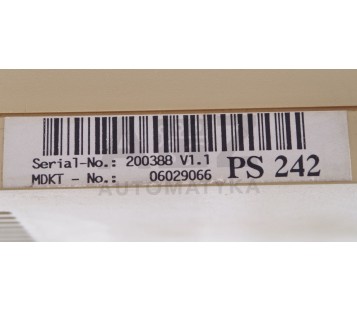 Serial-No.: 200388 V1.1
MDKT - No.: 06029066 PS 242
AUTOMATYKA